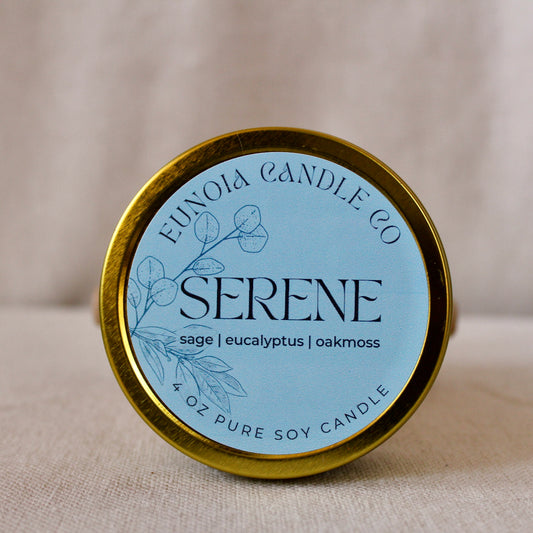 EUNOIA CANDLE CO
SERENE
sage | eucalyptus | oakmoss
4 OZ PURE SOY CANDLE